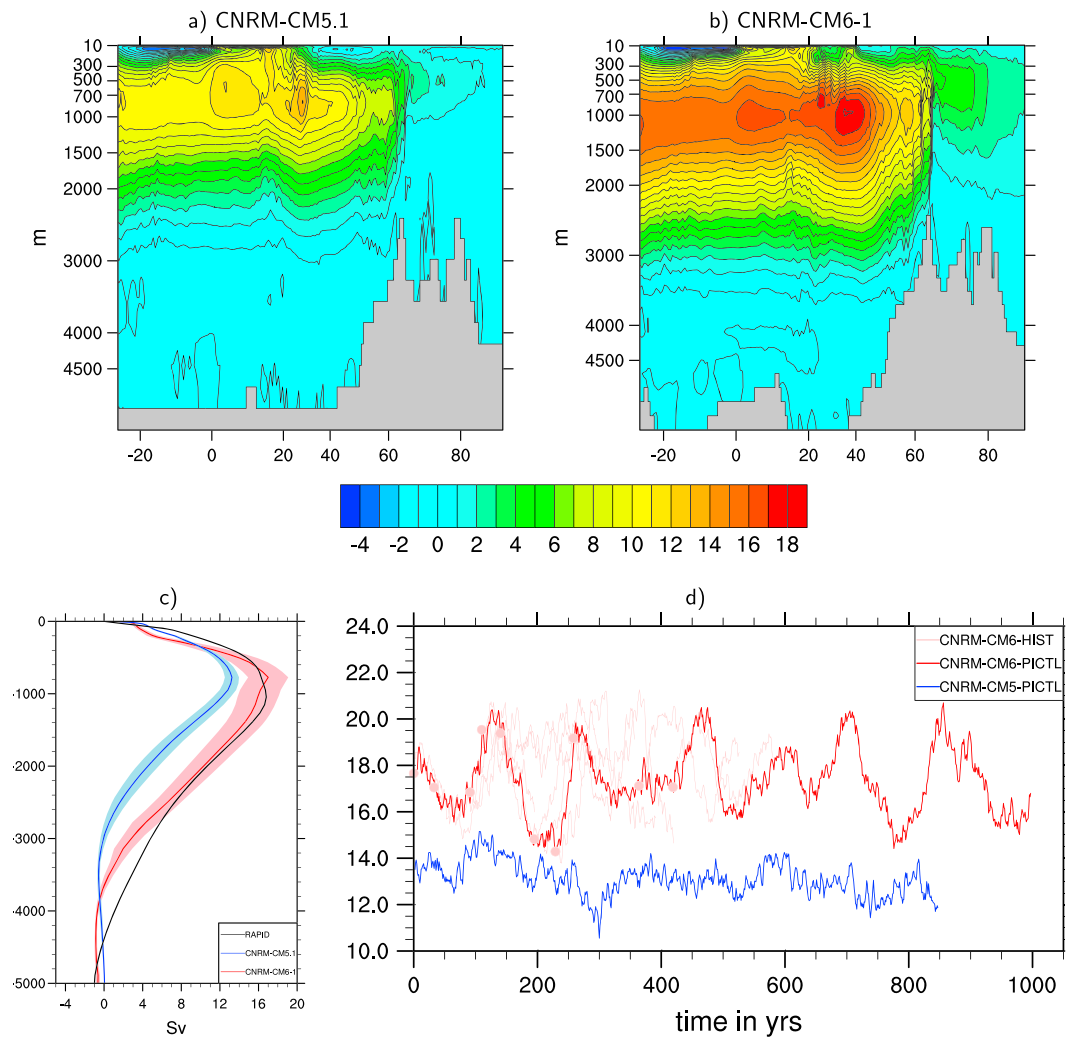 a) CNRM-CM5.1
b) CNRM-CM6-1
10
300
500
700
1000
1500
2000
3000
4000
4500
m
-20 0 20 40 60 80
10
300
500
700
1000
1500
2000
3000
4000
4500
m
-20 0 20 40 60 80
-4 -2 0 2 4 6 8 10 12 14 16 18
c)
0
·1000
·2000
·3000
·4000
·5000
RAPID
CNRM-CM5.1
CNRM-CM6-1
-4 0 4 8 12 16 20
Sv
d)
24.0
22.0
20.0
18.0
16.0
14.0
12.0
10.0
CNRM-CM6-HIST
CNRM-CM6-PICTL
CNRM-CM5-PICTL
0 200 400 600 800 1000
time in yrs